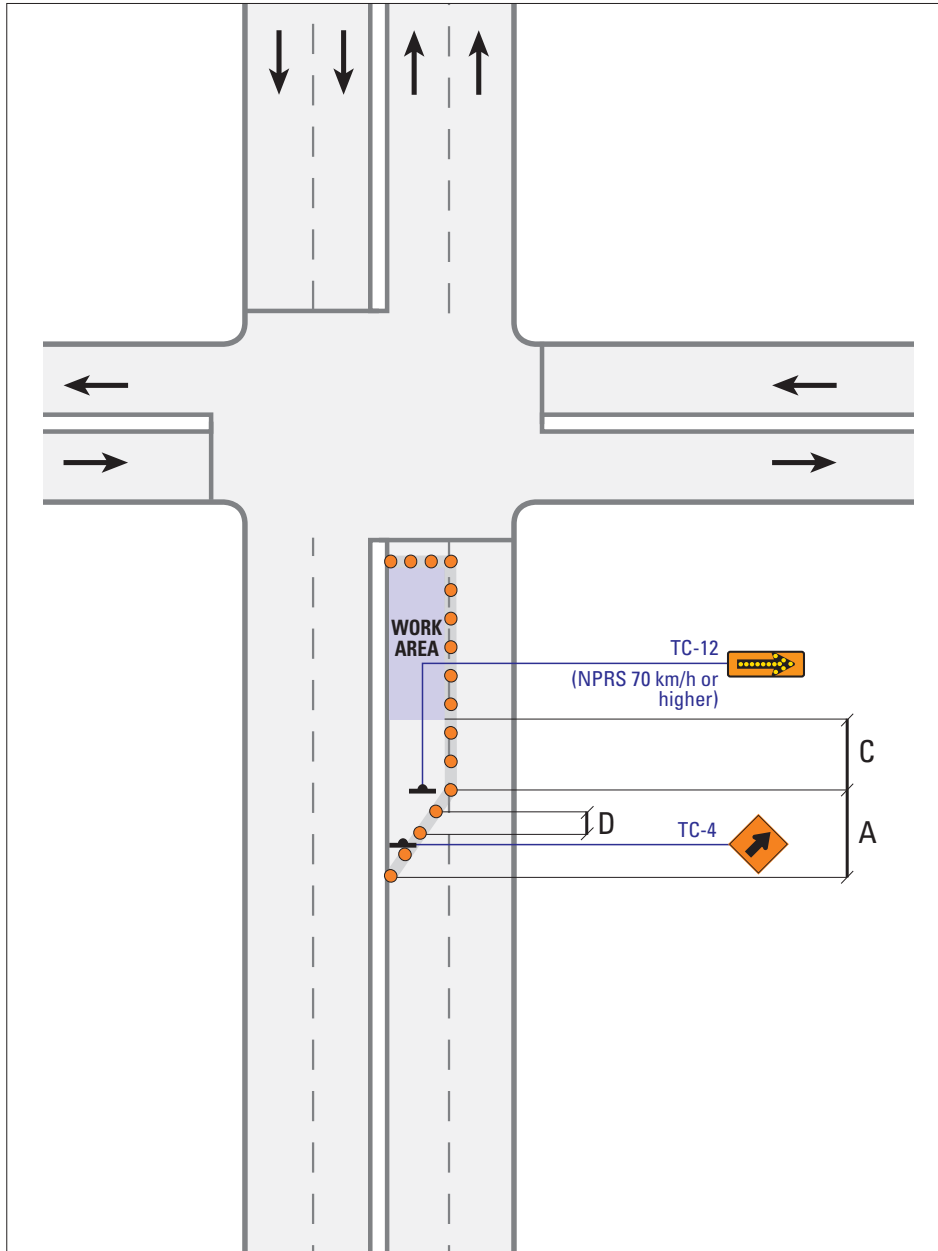 WORK
AREA
TC-12
(NPRS 70 km/h or
higher)
C
D
TC-4
A